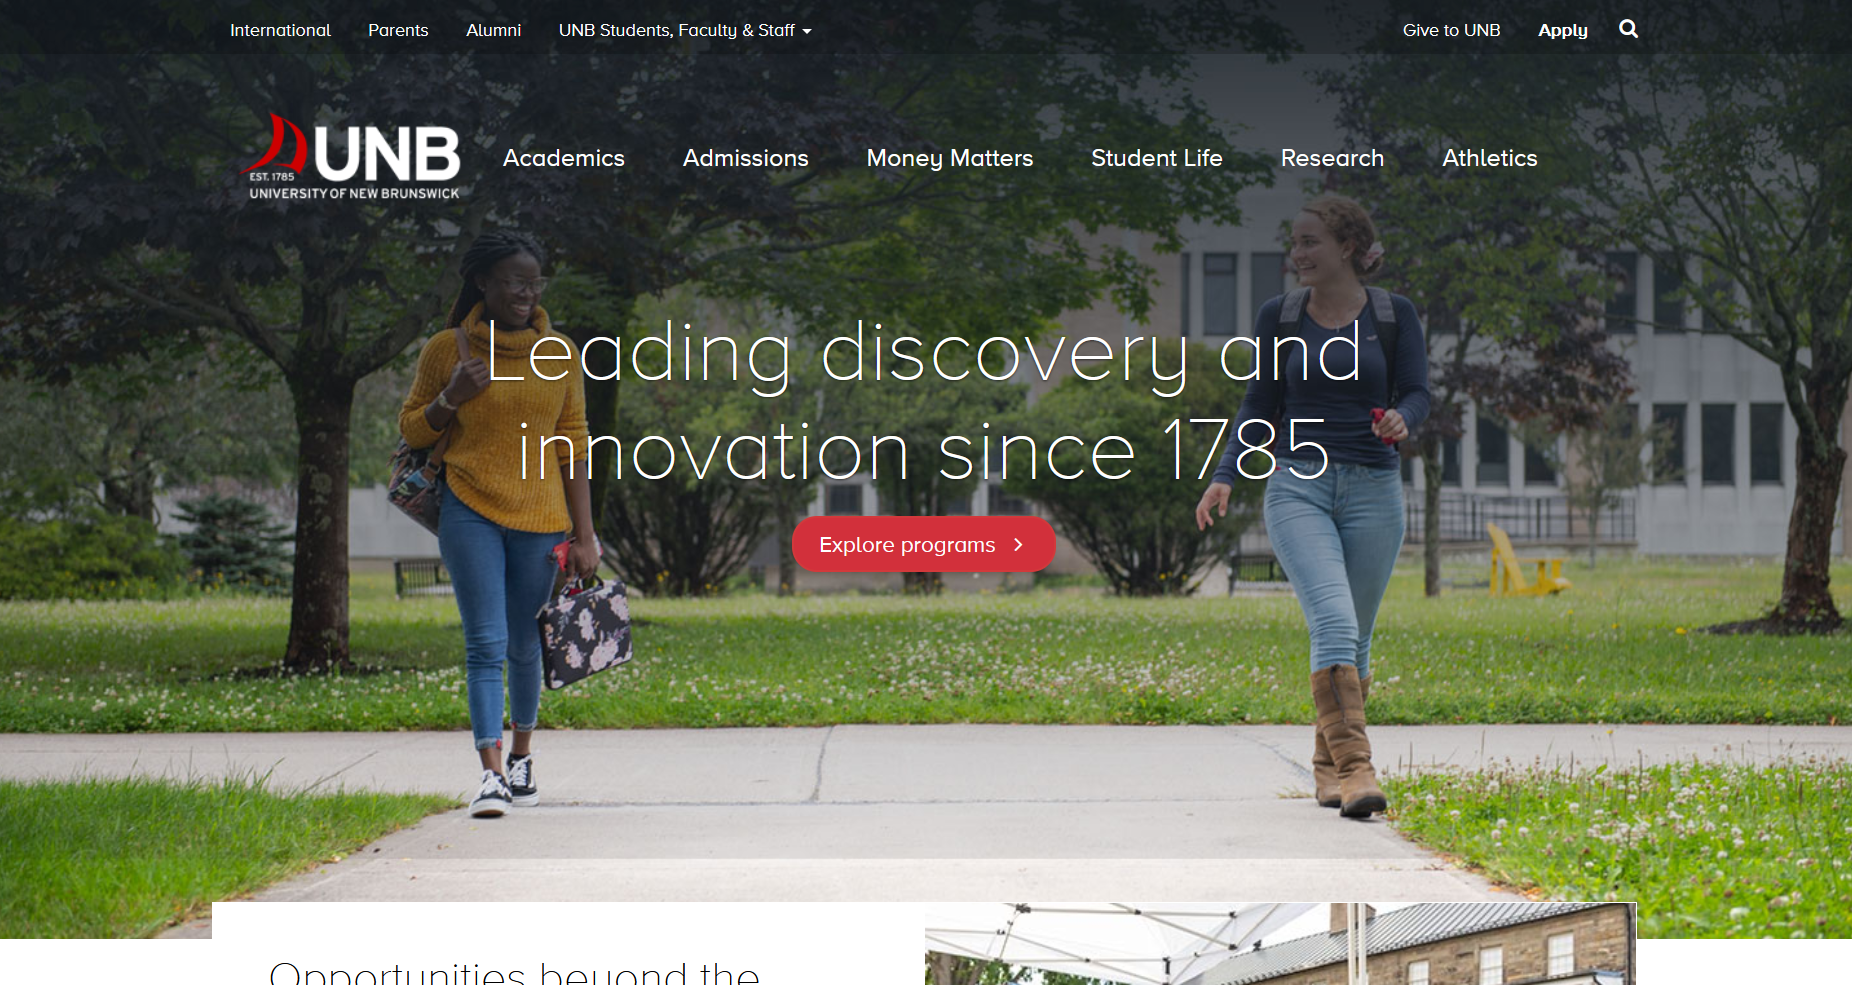 International Parents Alumni UNB Students, Faculty & Staff
Give to UNB Apply
UNB
EST. 1785
UNIVERSITY OF NEW BRUNSWICK
Academics Admissions Money Matters Student Life Research Athletics
Leading discovery and
innovation since 1785
Explore programs
Opportunities beyond the